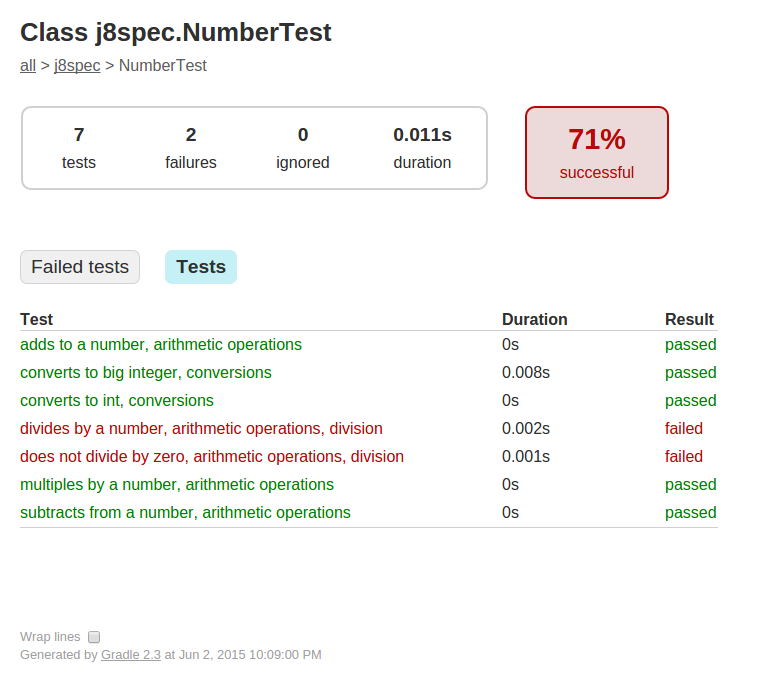 Class j8spec.NumberTest
all > j8spec > NumberTest
7 2 0 0.011s 71%
tests failures ignored duration successful
Failed tests Tests
Test Duration Result
adds to a number, arithmetic operations 0s passed
converts to big integer, conversions 0.008s passed
converts to int, conversions 0s passed
divides by a number, arithmetic operations, division 0.002s failed
does not divide by zero, arithmetic operations, division 0.001s failed
multiples by a number, arithmetic operations 0s passed
subtracts from a number, arithmetic operations 0s passed
Wrap lines
Generated by Gradle 2.3 at Jun 2, 2015 10:09:00 PM